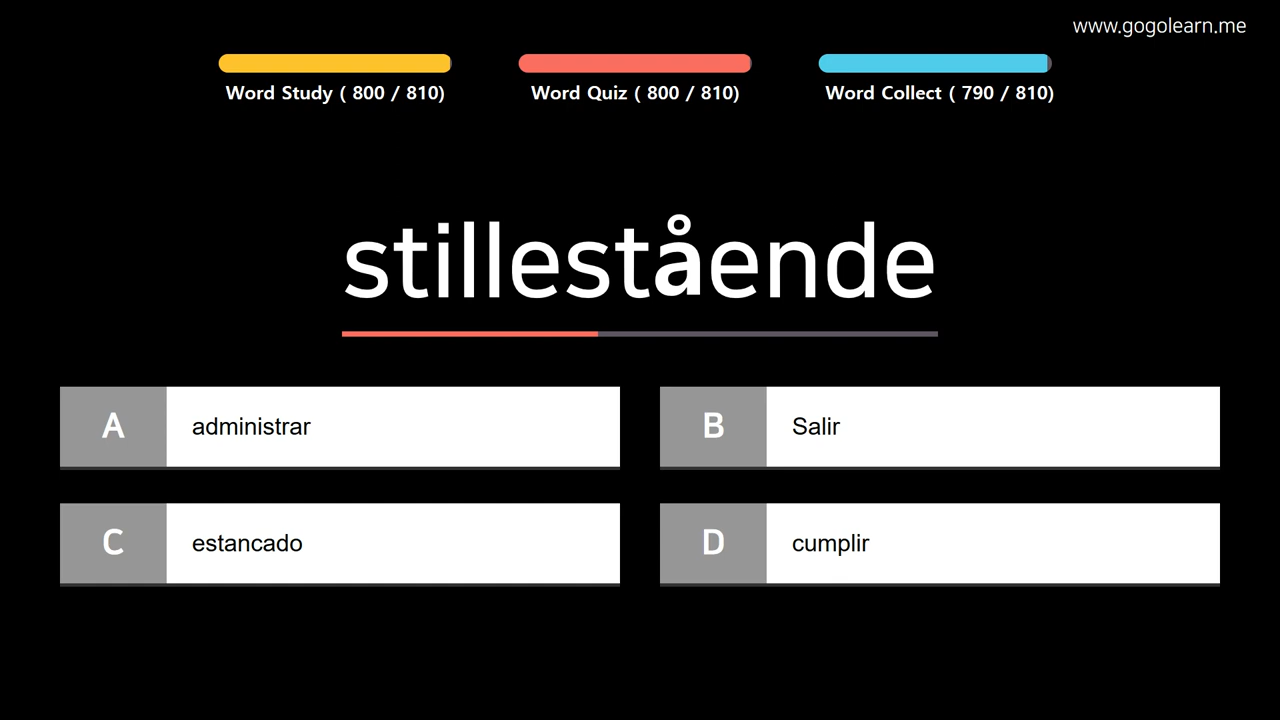 www.gogolearn.me
Word Study ( 800 / 810)
Word Quiz ( 800 / 810)
Word Collect ( 790 / 810)
stillestående
A administrar
B Salir
C estancado
D cumplir